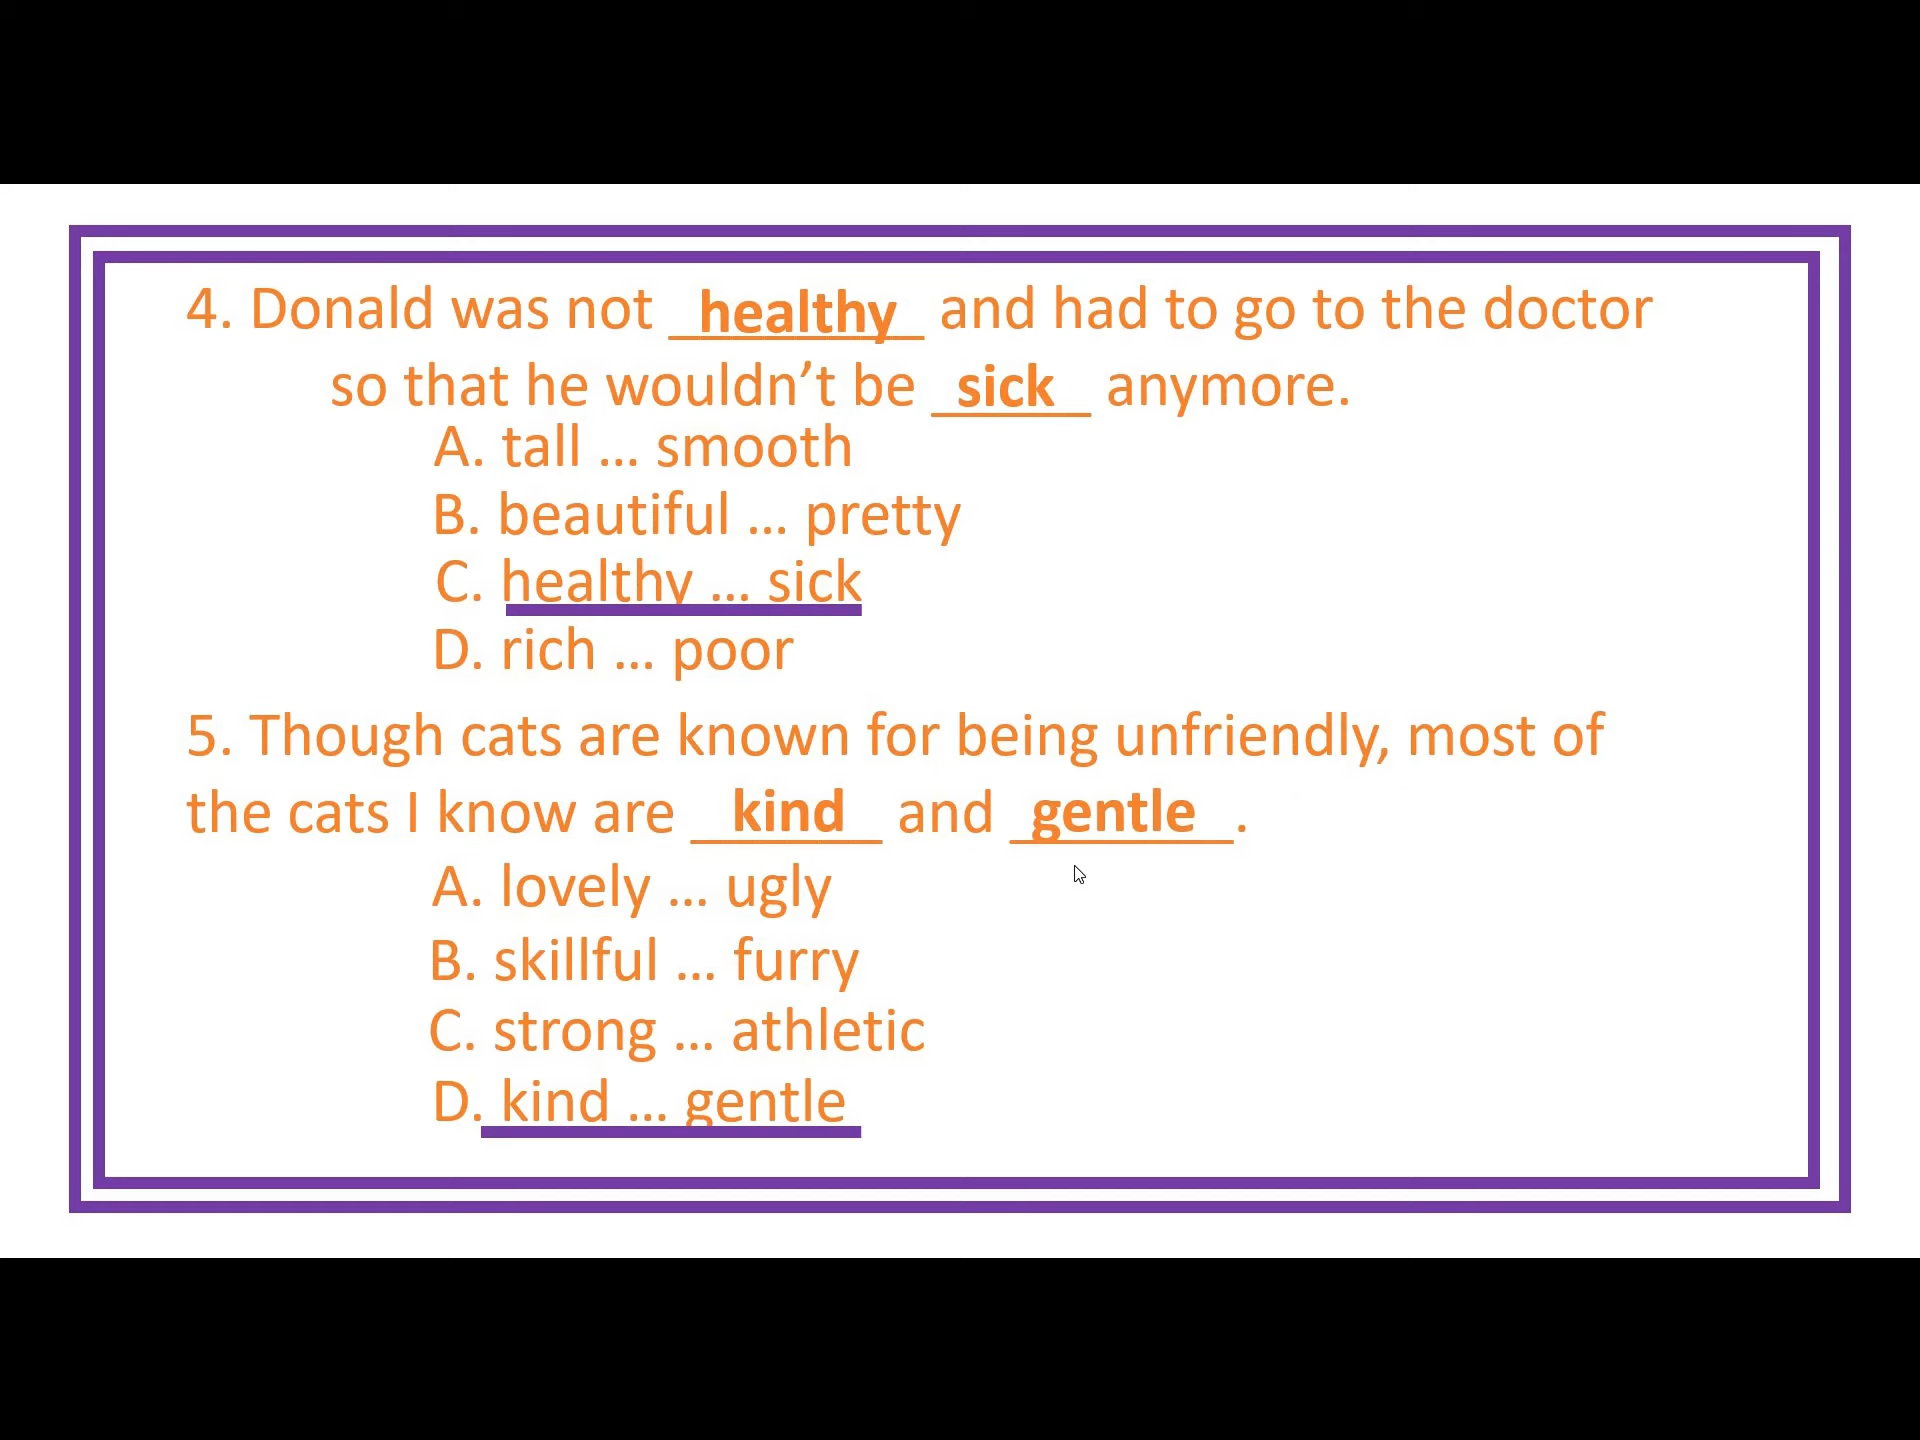 4. Donald was not healthy and had to go to the doctor
so that he wouldn’t be sick anymore.
A. tall ... smooth
B. beautiful ... pretty
C. healthy ... sick
D. rich ... poor
5. Though cats are known for being unfriendly, most of
the cats I know are kind and gentle.
A. lovely ... ugly
B. skillful ... furry
C. strong ... athletic
D. kind ... gentle